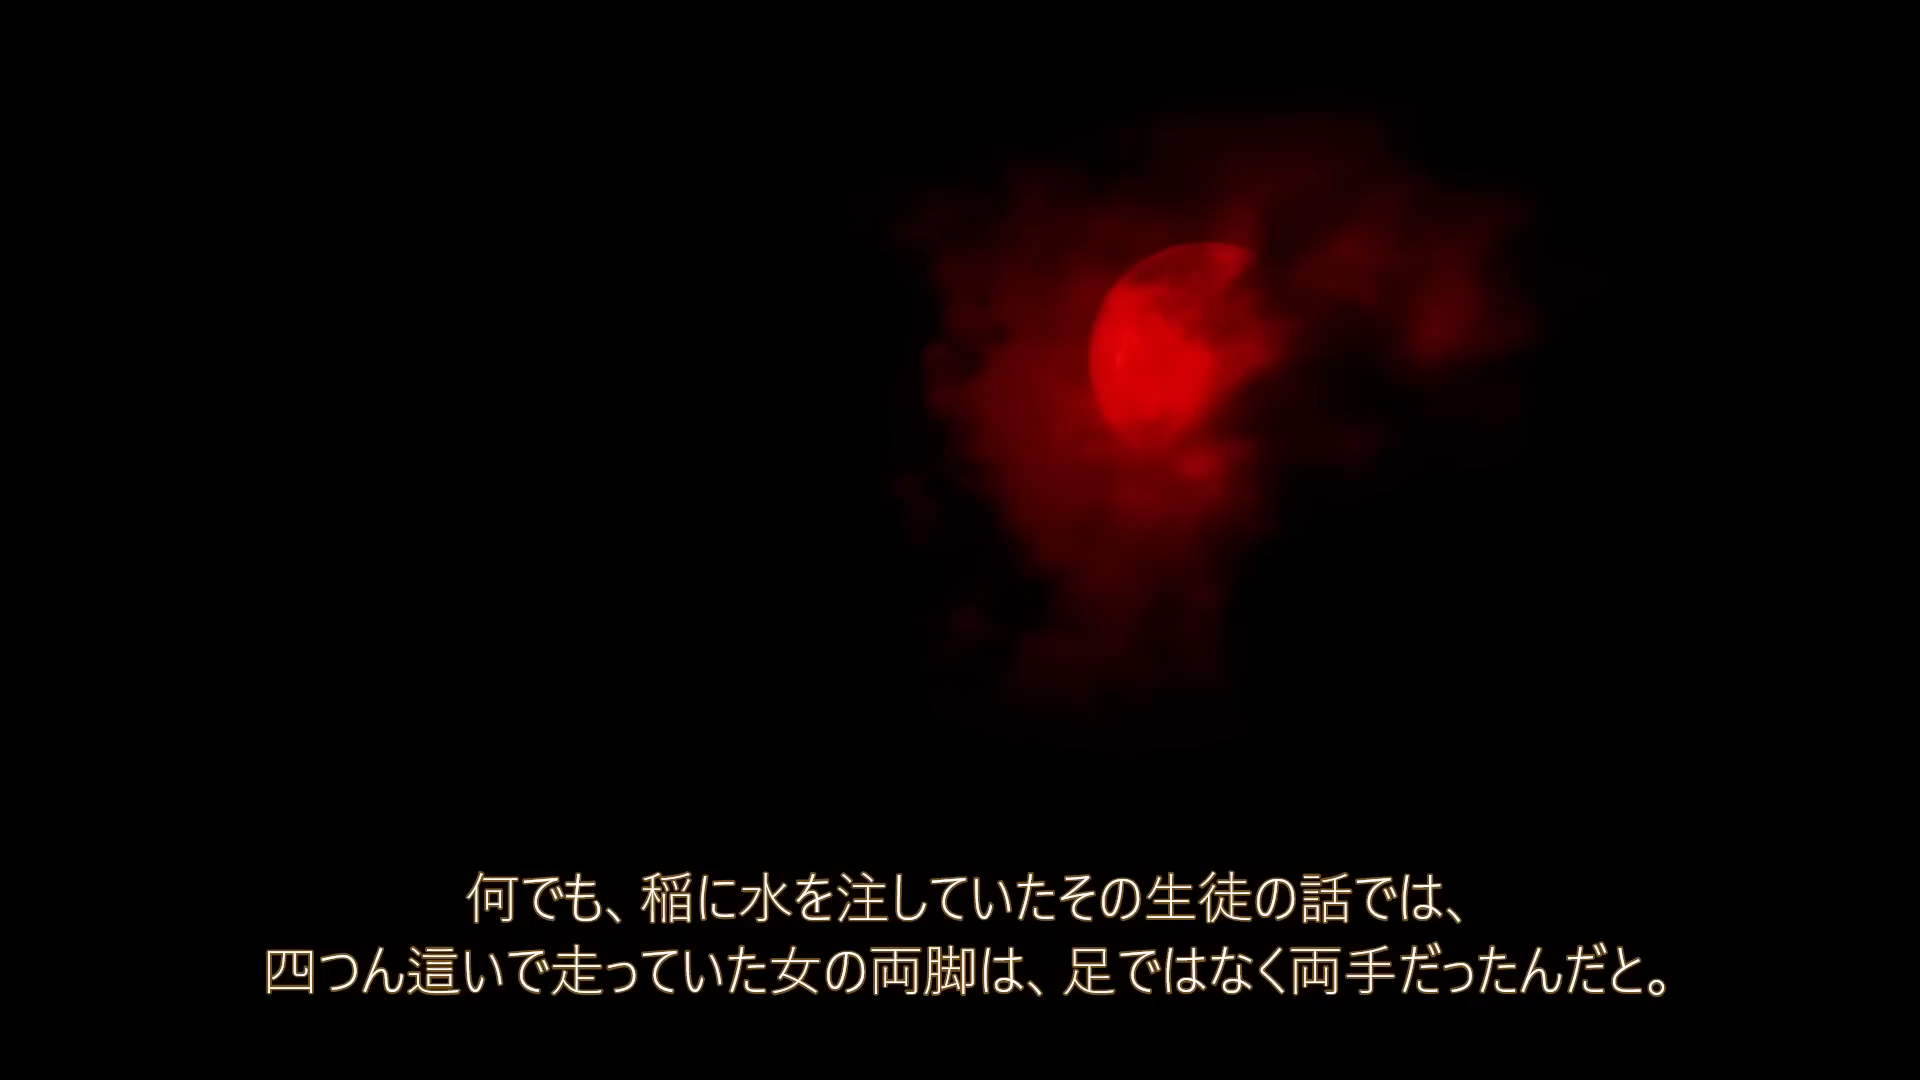 何でも、稲に水を注していたその生徒の話では、
四つん這いで走っていた女の両脚は、足ではなく両手だったんだと。